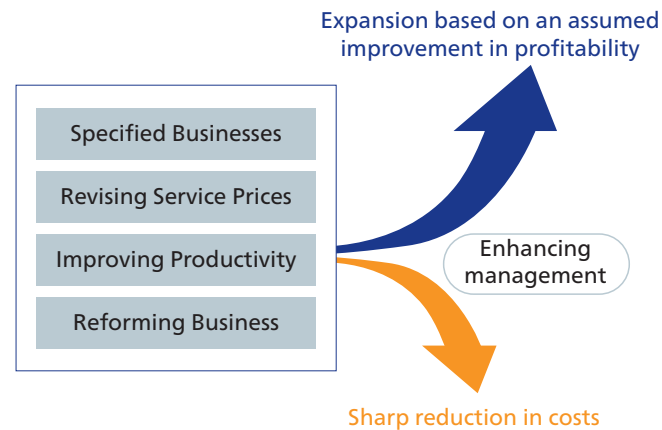 Expansion based on an assumed
improvement in profitability
Specified Businesses
Revising Service Prices
Improving Productivity
Reforming Business
Enhancing
management
Sharp reduction in costs